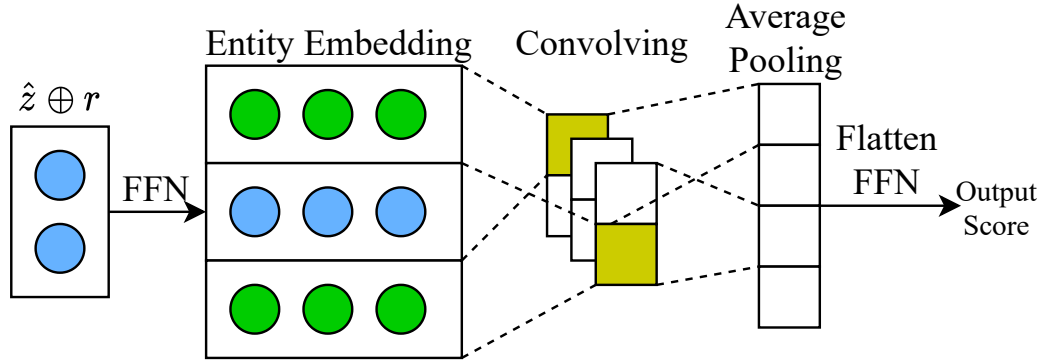 ẑ ⊕ r
FFN
Entity Embedding
Convolving
Average
Pooling
Flatten
FFN
Output
Score